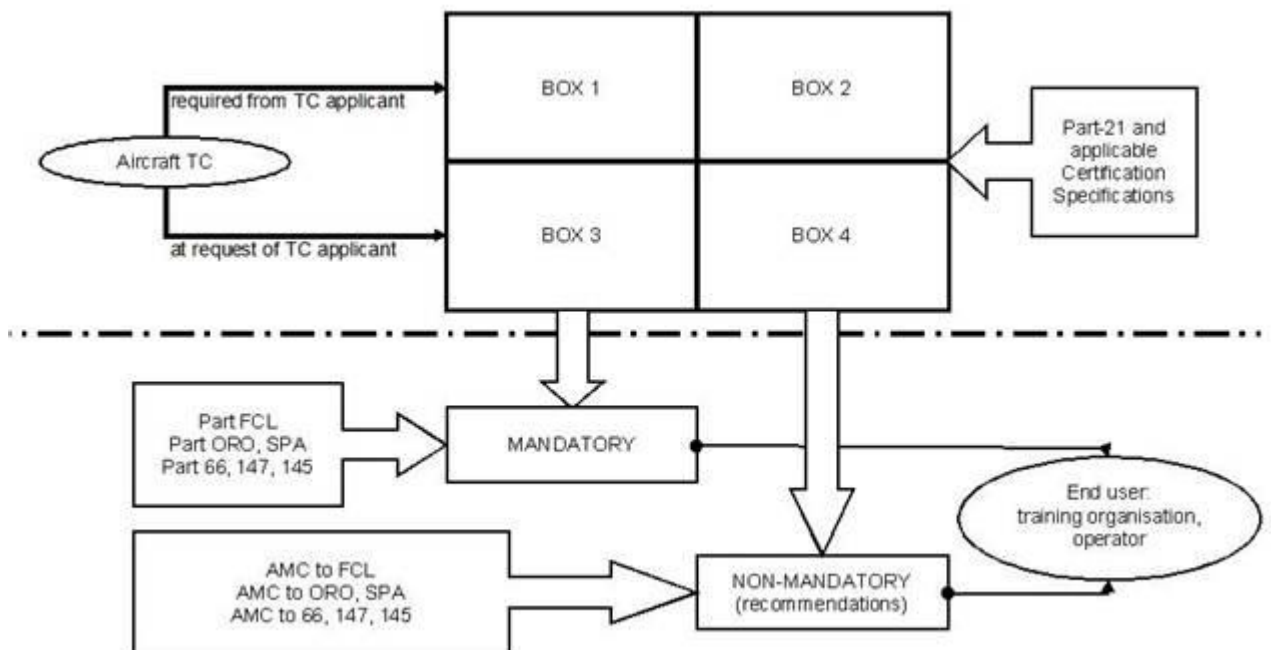 BOX 1
BOX 2
required from TC applicant
Part-21 and
applicable
Certification
Specifications
Aircraft TC
BOX 3
BOX 4
at request of TC applicant
Part FCL
Part ORO, SPA
Part 66, 147, 145
MANDATORY
End user:
training organisation,
operator
AMC to FCL
AMC to ORO, SPA
AMC to 66, 147, 145
NON-MANDATORY
(recommendations)